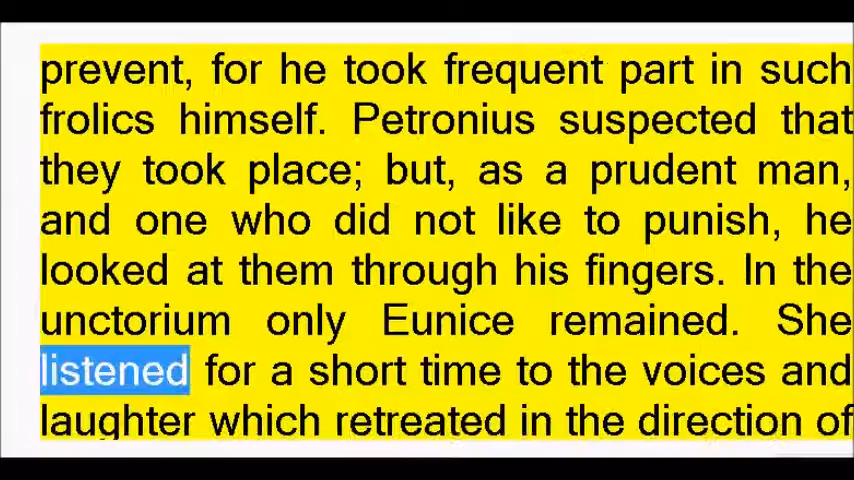 prevent, for he took frequent part in such
frolics himself. Petronius suspected that
they took place; but, as a prudent man,
and one who did not like to punish, he
looked at them through his fingers. In the
unctorium only Eunice remained. She
listened for a short time to the voices and
laughter which retreated in the direction of